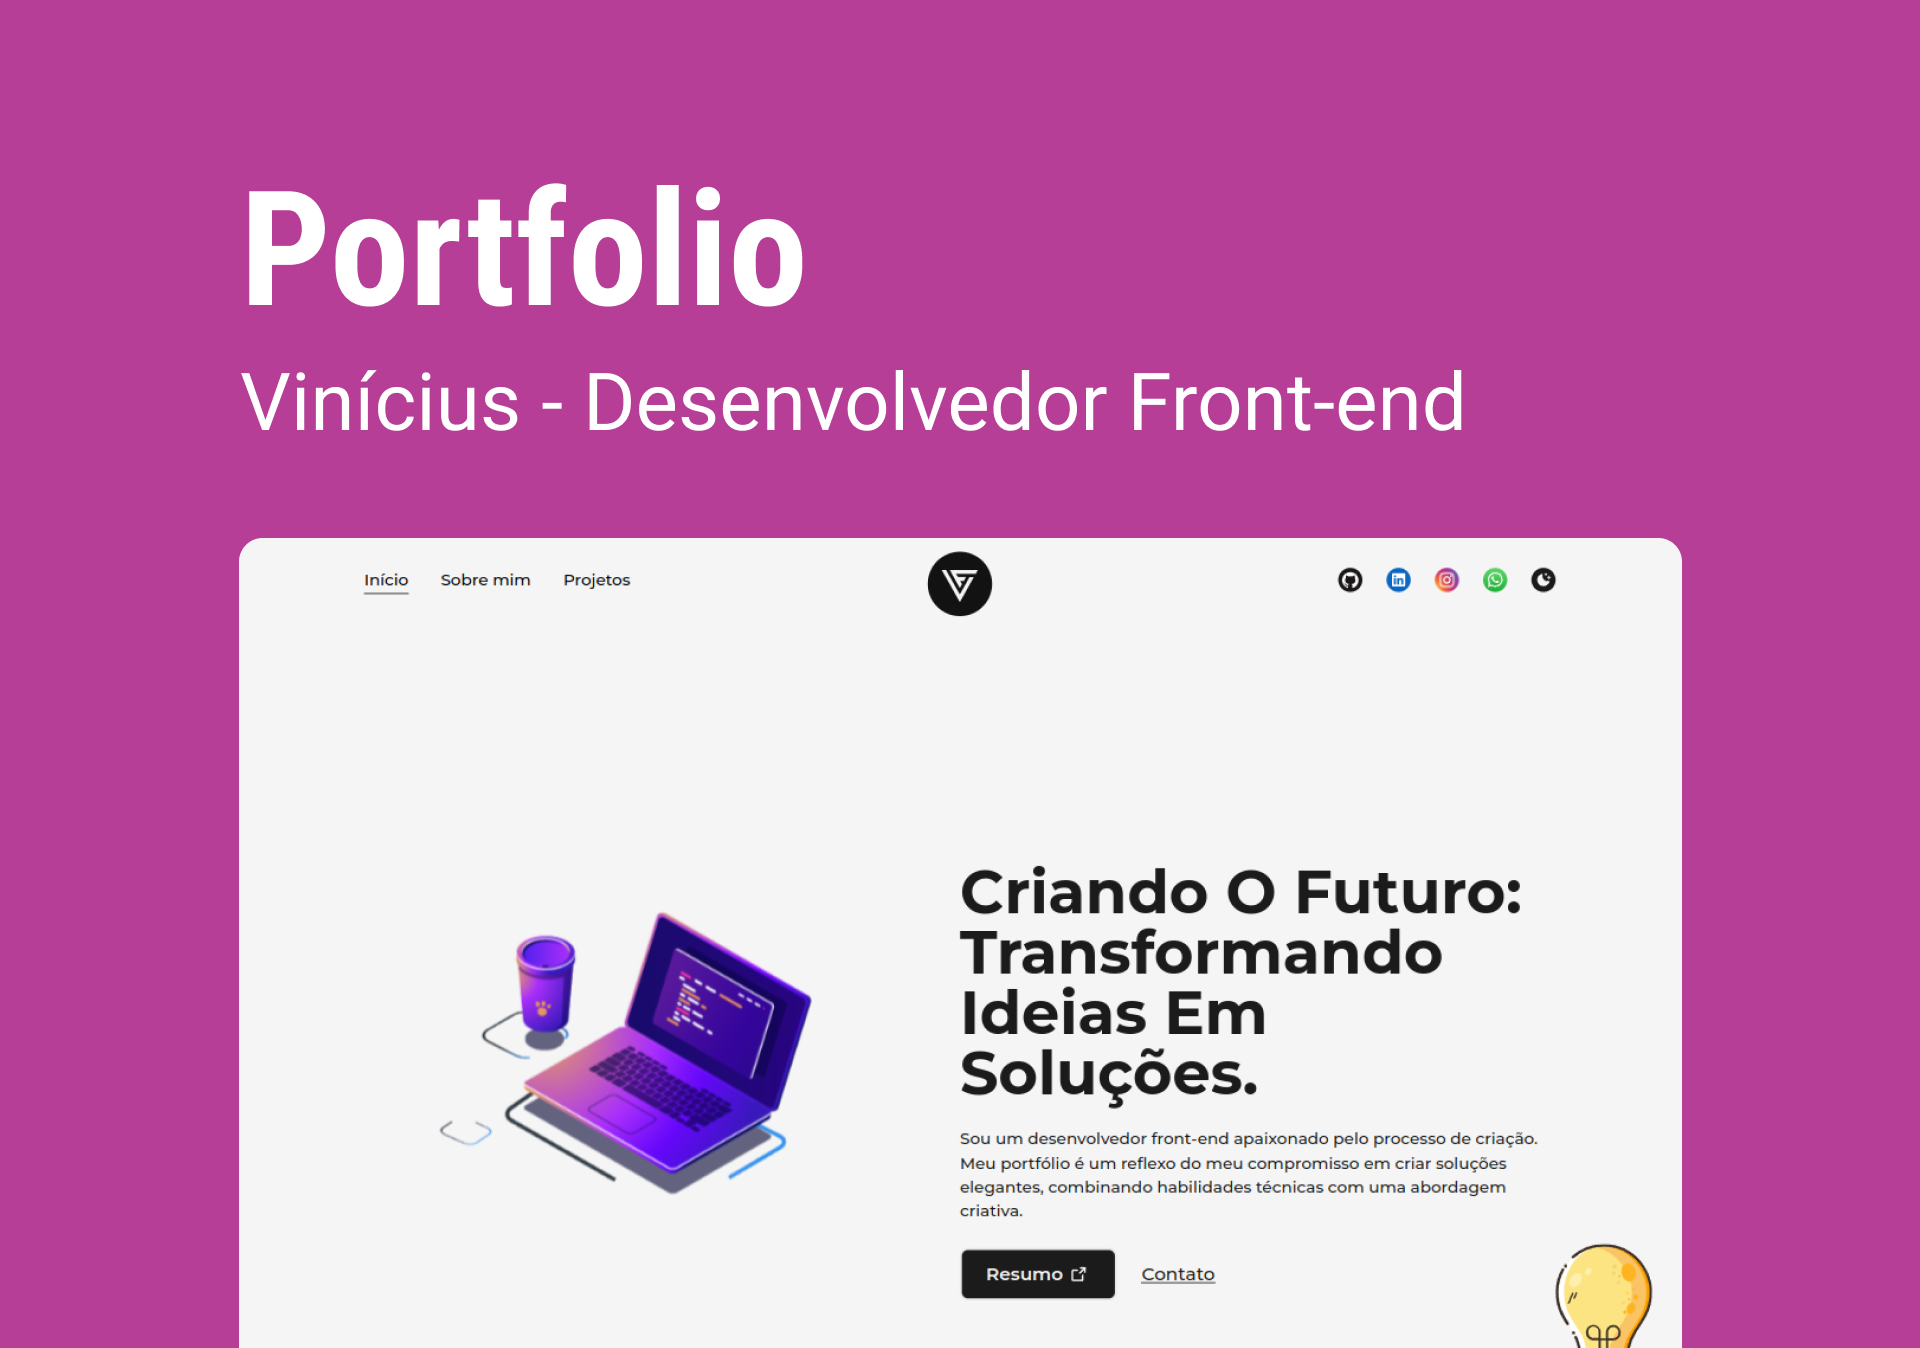 Portfolio
Vinícius - Desenvolvedor Front-end
Início Sobre mim Projetos
Criando O Futuro:
Transformando
Ideias Em
Soluções.
Sou um desenvolvedor front-end apaixonado pelo processo de criação.
Meu portfólio é um reflexo do meu compromisso em criar soluções
elegantes, combinando habilidades técnicas com uma abordagem
criativa.
Resumo Contato